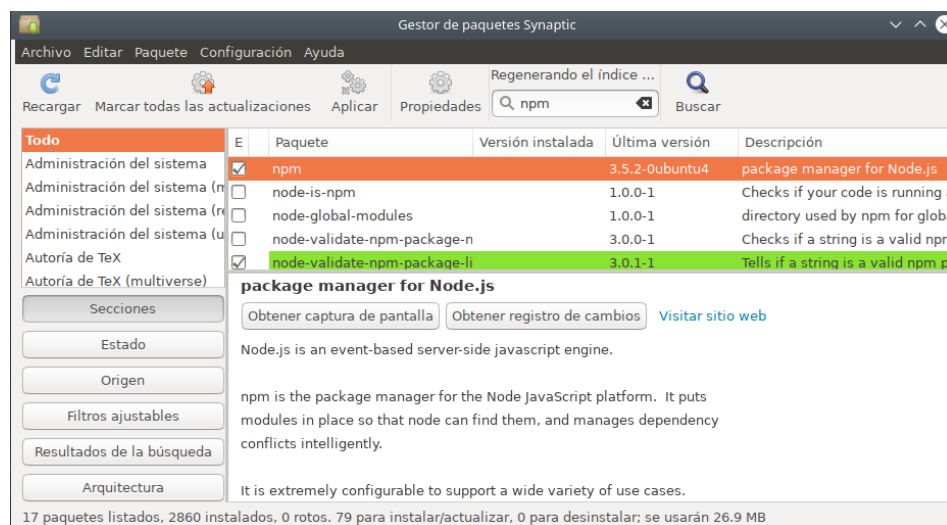 Gestor de paquetes Synaptic
Archivo Editar Paquete Configuración Ayuda
Regenerando el índice ...
npm
Recargar Marcar todas las actualizaciones Aplicar Propiedades Buscar
Todo
Administración del sistema
Administración del sistema (m
Administración del sistema (re
Administración del sistema (u
Autoría de TeX
Autoría de TeX (multiverse)
Secciones
Estado
Origen
Filtros ajustables
Resultados de la búsqueda
Arquitectura
E Paquete Versión instalada Última versión Descripción
npm 3.5.2-0ubuntu4 package manager for Node.js
node-is-npm 1.0.0-1 Checks if your code is running
node-global-modules 1.0.0-1 directory used by npm for glob
node-validate-npm-package-n 3.0.0-1 Checks if a string is a valid npr
node-validate-npm-package-li 3.0.1-1 Tells if a string is a valid npm p
package manager for Node.js
Obtener captura de pantalla Obtener registro de cambios Visitar sitio web
Node.js is an event-based server-side javascript engine.
npm is the package manager for the Node JavaScript platform. It puts
modules in place so that node can find them, and manages dependency
conflicts intelligently.
It is extremely configurable to support a wide variety of use cases.
17 paquetes listados, 2860 instalados, 0 rotos. 79 para instalar/actualizar, 0 para desinstalar; se usarán 26.9 MB